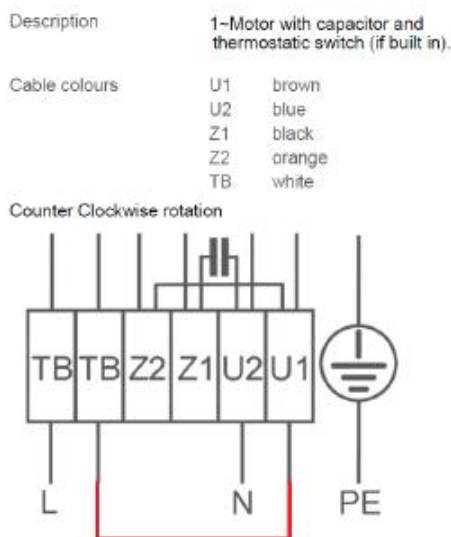 Description 1~Motor with capacitor and
thermostatic switch (if built in).
Cable colours U1 brown
U2 blue
Z1 black
Z2 orange
TB white
Counter Clockwise rotation
TB TB Z2 Z1 U2 U1
L N PE